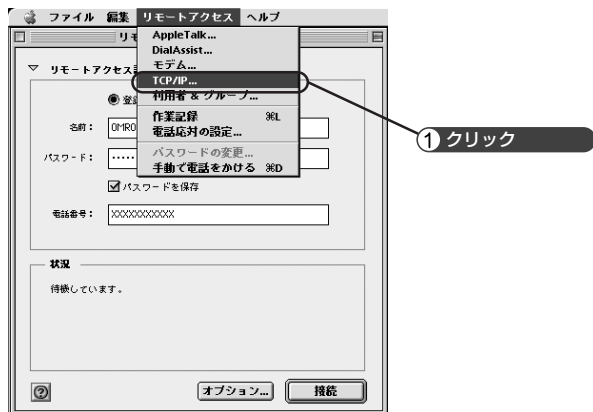 ファイル 編集 リモートアクセス ヘルプ
AppleTalk...
DialAssist...
モデム...
TCP/IP...
利用者 & グループ...
作業記録 ⌘L
電話応対の設定...
パスワードの変更...
手動で電話をかける ⌘D
① クリック
リモートアクセス
名前： OMRO
パスワード： •••••
パスワードを保存
電話番号： XXXXXXXXXXX
状況
待機しています。
? オプション... 接続